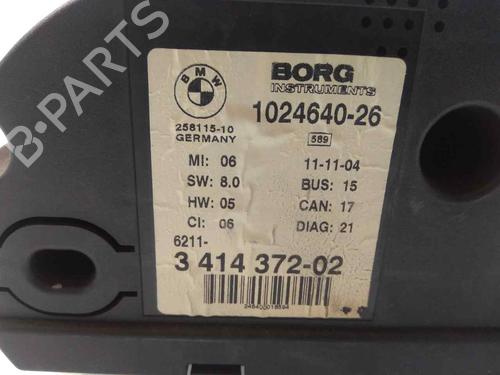 BMW
BORG
INSTRUMENTS
1024640-26
258115-10
GERMANY
589
MI: 06
11-11-04
SW: 8.0
BUS: 15
HW: 05
CAN: 17
CI: 06
DIAG: 21
6211-
3 414 372-02
B-PARTS